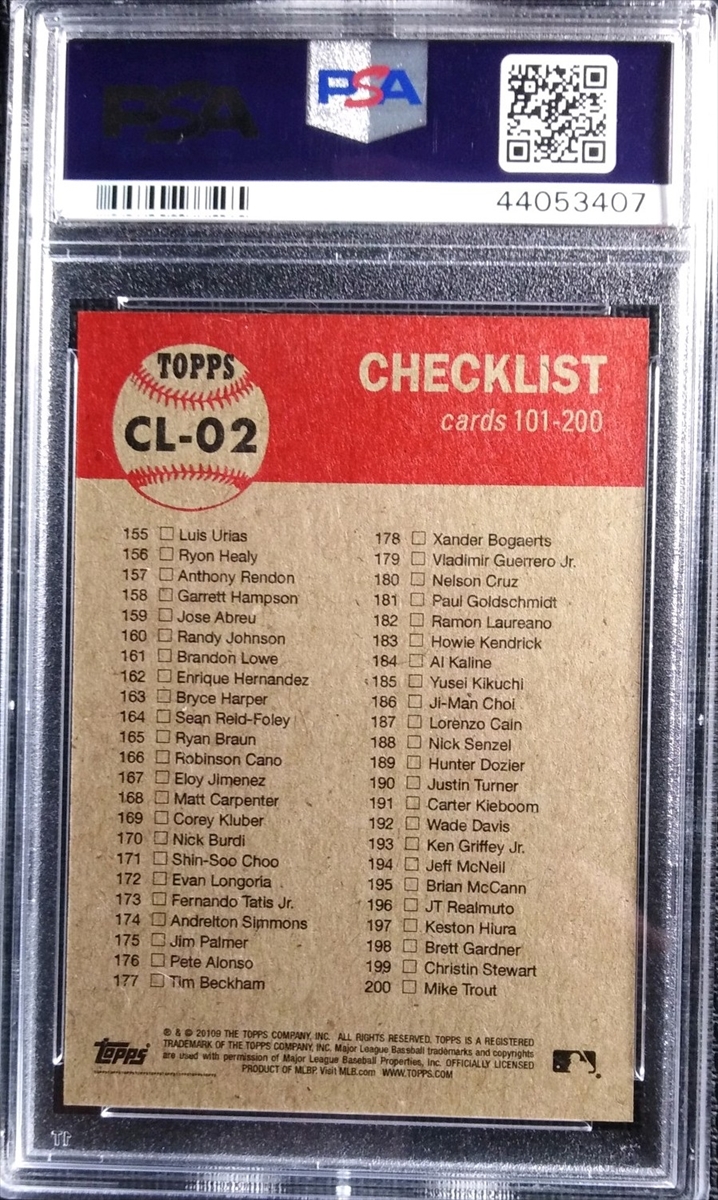 PSA
PSA
44053407
TOPPS
CL-02
CHECKLIST
cards 101-200
155 Luis Urias
156 Ryon Healy
157 Anthony Rendon
158 Garrett Hampson
159 Jose Abreu
160 Randy Johnson
161 Brandon Lowe
162 Enrique Hernandez
163 Bryce Harper
164 Sean Reid-Foley
165 Ryan Braun
166 Robinson Cano
167 Eloy Jimenez
168 Matt Carpenter
169 Corey Kluber
170 Nick Burdi
171 Shin-Soo Choo
172 Evan Longoria
173 Fernando Tatis Jr.
174 Andrelton Simmons
175 Jim Palmer
176 Pete Alonso
177 Tim Beckham
178 Xander Bogaerts
179 Vladimir Guerrero Jr.
180 Nelson Cruz
181 Paul Goldschmidt
182 Ramon Laureano
183 Howie Kendrick
184 Al Kaline
185 Yusei Kikuchi
186 Ji-Man Choi
187 Lorenzo Cain
188 Nick Senzel
189 Hunter Dozier
190 Justin Turner
191 Carter Kieboom
192 Wade Davis
193 Ken Griffey Jr.
194 Jeff McNeil
195 Brian McCann
196 JT Realmuto
197 Keston Hiura
198 Brett Gardner
199 Christin Stewart
200 Mike Trout
Topps
® & © 20109 THE TOPPS COMPANY, INC. ALL RIGHTS RESERVED. TOPPS IS A REGISTERED
TRADEMARK OF THE TOPPS COMPANY, INC. Major League Baseball trademarks and copyrights
are used with permission of Major League Baseball Properties, Inc. OFFICIALLY LICENSED
PRODUCT OF MLBP. Visit MLB.com WWW.TOPPS.COM